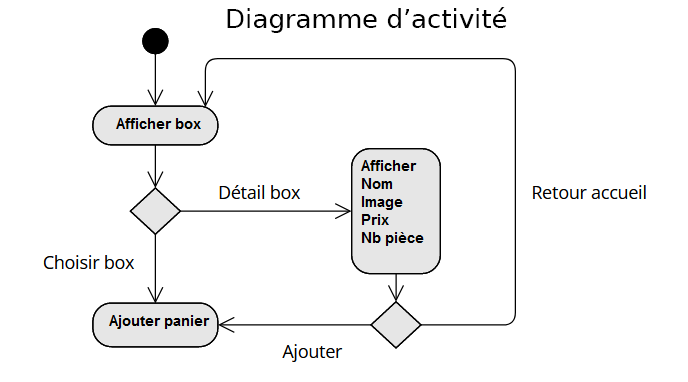 Diagramme d’activité
Afficher box
Afficher
Nom
Image
Prix
Nb pièce
Détail box
Retour accueil
Choisir box
Ajouter panier
Ajouter